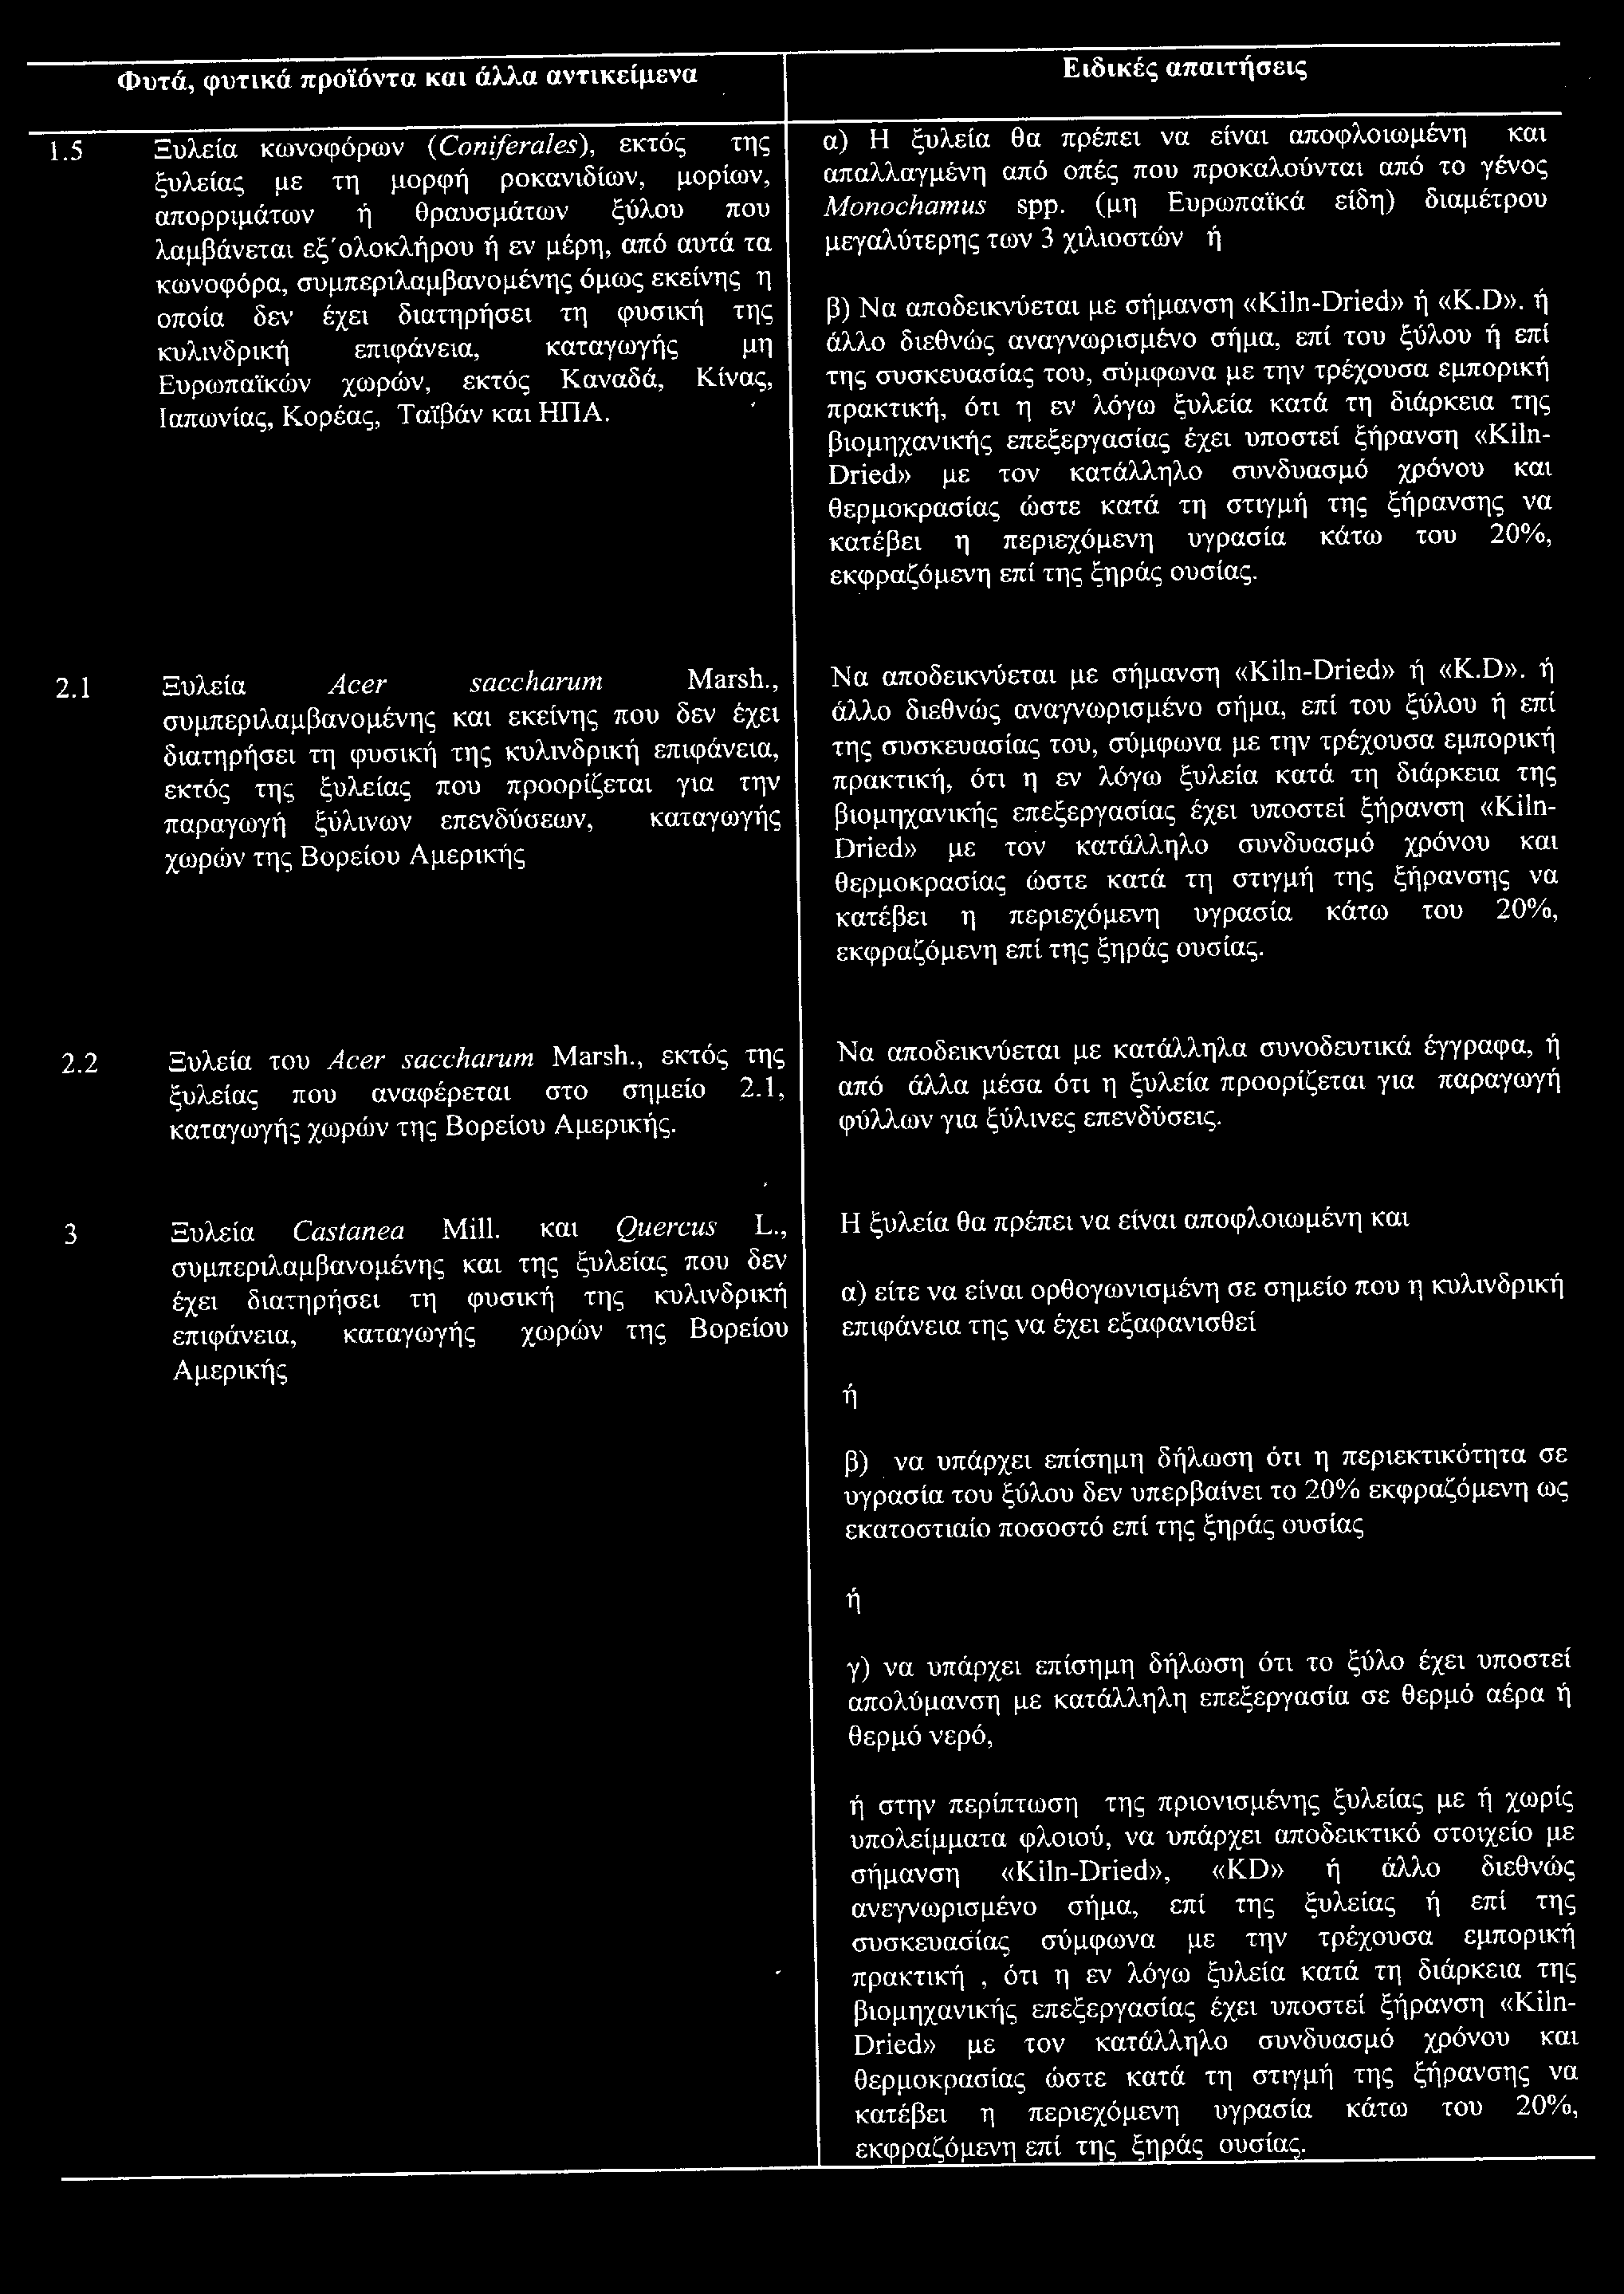 Φυτά, φυτικά προϊόντα και άλλα αντικείμενα
Ειδικές απαιτήσεις
1.5 Ξυλεία κωνοφόρων (Coniferales), εκτός της
ξυλείας με τη μορφή ροκανιδίων, μορίων,
απορριμάτων ή θραυσμάτων ξύλου που
λαμβάνεται εξ΄ολοκλήρου ή εν μέρη, από αυτά τα
κωνοφόρα, συμπεριλαμβανομένης όμως εκείνης η
οποία δεν έχει διατηρήσει τη φυσική της
κυλινδρική επιφάνεια, καταγωγής μη
Ευρωπαϊκών χωρών, εκτός Καναδά, Κίνας,
Ιαπωνίας, Κορέας, Ταϊβάν και ΗΠΑ.
α) Η ξυλεία θα πρέπει να είναι αποφλοιωμένη και
απαλλαγμένη από οπές που προκαλούνται από το γένος
Monochamus spp. (μη Ευρωπαϊκά είδη) διαμέτρου
μεγαλύτερης των 3 χιλιοστών ή
β) Να αποδεικνύεται με σήμανση «Kiln-Dried» ή «K.D». ή
άλλο διεθνώς αναγνωρισμένο σήμα, επί του ξύλου ή επί
της συσκευασίας του, σύμφωνα με την τρέχουσα εμπορική
πρακτική, ότι η εν λόγω ξυλεία κατά τη διάρκεια της
βιομηχανικής επεξεργασίας έχει υποστεί ξήρανση «Kiln-
Dried» με τον κατάλληλο συνδυασμό χρόνου και
θερμοκρασίας ώστε κατά τη στιγμή της ξήρανσης να
κατέβει η περιεχόμενη υγρασία κάτω του 20%,
εκφραζόμενη επί της ξηράς ουσίας.
2.1 Ξυλεία Acer saccharum Marsh.,
συμπεριλαμβανομένης και εκείνης που δεν έχει
διατηρήσει τη φυσική της κυλινδρική επιφάνεια,
εκτός της ξυλείας που προορίζεται για την
παραγωγή ξύλινων επενδύσεων, καταγωγής
χωρών της Βορείου Αμερικής
Να αποδεικνύεται με σήμανση «Kiln-Dried» ή «K.D». ή
άλλο διεθνώς αναγνωρισμένο σήμα, επί του ξύλου ή επί
της συσκευασίας του, σύμφωνα με την τρέχουσα εμπορική
πρακτική, ότι η εν λόγω ξυλεία κατά τη διάρκεια της
βιομηχανικής επεξεργασίας έχει υποστεί ξήρανση «Kiln-
Dried» με τον κατάλληλο συνδυασμό χρόνου και
θερμοκρασίας ώστε κατά τη στιγμή της ξήρανσης να
κατέβει η περιεχόμενη υγρασία κάτω του 20%,
εκφραζόμενη επί της ξηράς ουσίας.
2.2 Ξυλεία του Acer saccharum Marsh., εκτός της
ξυλείας που αναφέρεται στο σημείο 2.1,
καταγωγής χωρών της Βορείου Αμερικής.
Να αποδεικνύεται με κατάλληλα συνοδευτικά έγγραφα, ή
από άλλα μέσα ότι η ξυλεία προορίζεται για παραγωγή
φύλλων για ξύλινες επενδύσεις.
3 Ξυλεία Castanea Mill. και Quercus L.,
συμπεριλαμβανομένης και της ξυλείας που δεν
έχει διατηρήσει τη φυσική της κυλινδρική
επιφάνεια, καταγωγής χωρών της Βορείου
Αμερικής
Η ξυλεία θα πρέπει να είναι αποφλοιωμένη και
α) είτε να είναι ορθογωνισμένη σε σημείο που η κυλινδρική
επιφάνεια της να έχει εξαφανισθεί
ή
β) να υπάρχει επίσημη δήλωση ότι η περιεκτικότητα σε
υγρασία του ξύλου δεν υπερβαίνει το 20% εκφραζόμενη ως
εκατοστιαίο ποσοστό επί της ξηράς ουσίας
ή
γ) να υπάρχει επίσημη δήλωση ότι το ξύλο έχει υποστεί
απολύμανση με κατάλληλη επεξεργασία σε θερμό αέρα ή
θερμό νερό,
ή στην περίπτωση της πριονισμένης ξυλείας με ή χωρίς
υπολείμματα φλοιού, να υπάρχει αποδεικτικό στοιχείο με
σήμανση «Kiln-Dried», «KD» ή άλλο διεθνώς
ανεγνωρισμένο σήμα, επί της ξυλείας ή επί της
συσκευασίας σύμφωνα με την τρέχουσα εμπορική
πρακτική , ότι η εν λόγω ξυλεία κατά τη διάρκεια της
βιομηχανικής επεξεργασίας έχει υποστεί ξήρανση «Kiln-
Dried» με τον κατάλληλο συνδυασμό χρόνου και
θερμοκρασίας ώστε κατά τη στιγμή της ξήρανσης να
κατέβει η περιεχόμενη υγρασία κάτω του 20%,
εκφραζόμενη επί της ξηράς ουσίας.